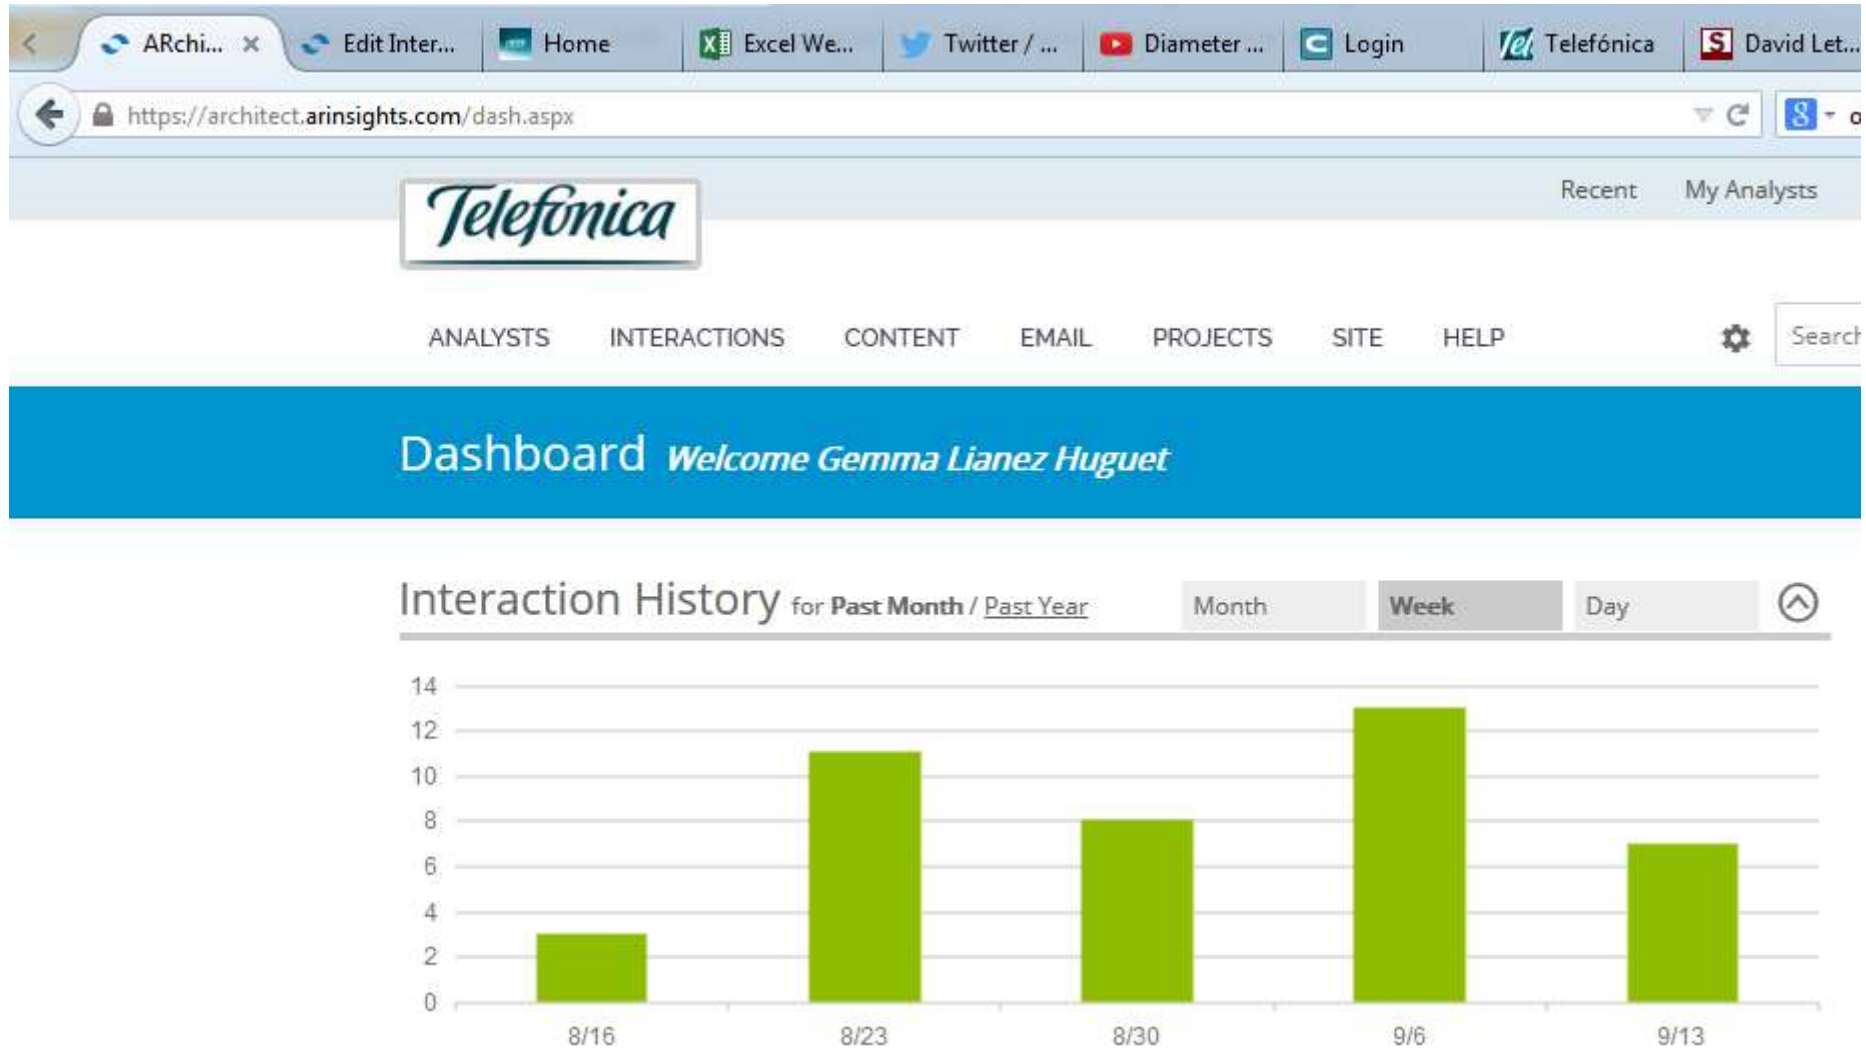 ARchi... Edit Inter... Home Excel We... Twitter / ... Diameter ... Login Telefónica David Let...
https://architect.arinsights.com/dash.aspx
Telefónica
Recent My Analysts
ANALYSTS INTERACTIONS CONTENT EMAIL PROJECTS SITE HELP Search
Dashboard Welcome Gemma Lianez Huguet
Interaction History for Past Month / Past Year Month Week Day
14
12
10
8
6
4
2
0
8/16 8/23 8/30 9/6 9/13